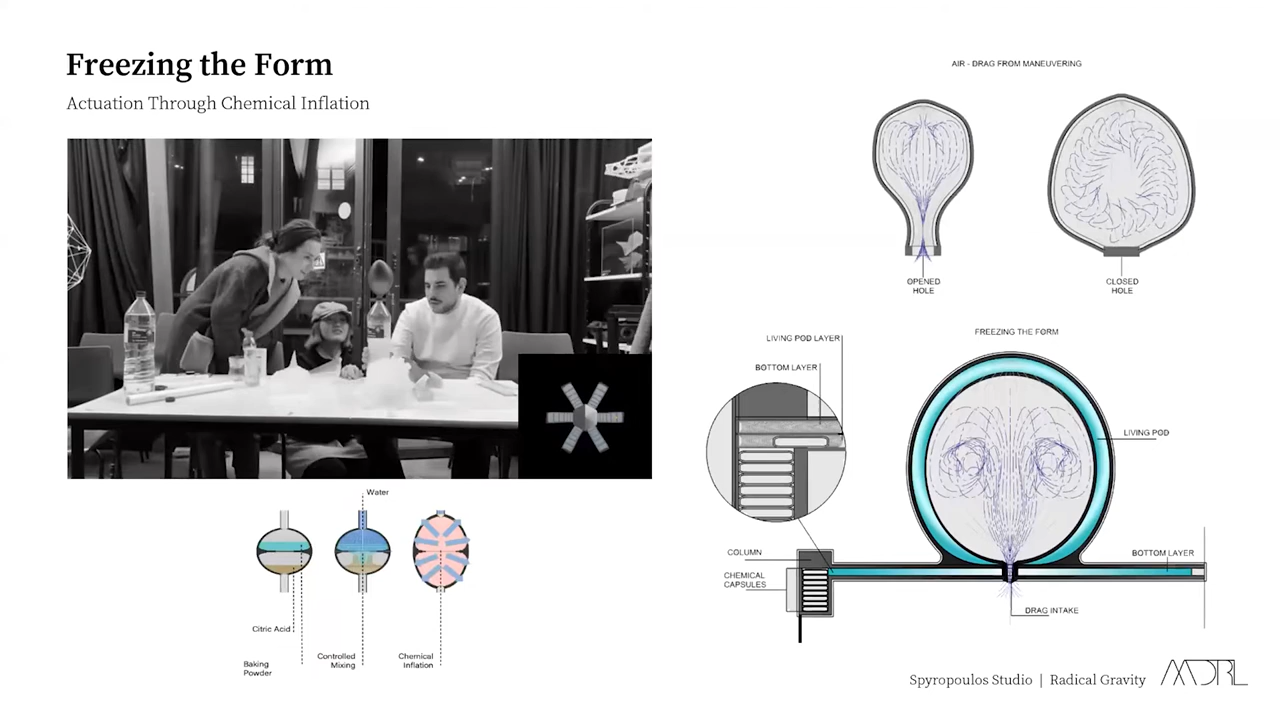 Freezing the Form
Actuation Through Chemical Inflation
AIR - DRAG FROM MANEUVERING
OPENED
HOLE
CLOSED
HOLE
FREEZING THE FORM
LIVING POD LAYER
BOTTOM LAYER
LIVING POD
COLUMN
CHEMICAL
CAPSULES
BOTTOM LAYER
DRAG INTAKE
Water
Citric Acid
Baking
Powder
Controlled
Mixing
Chemical
Inflation
Spyropoulos Studio | Radical Gravity